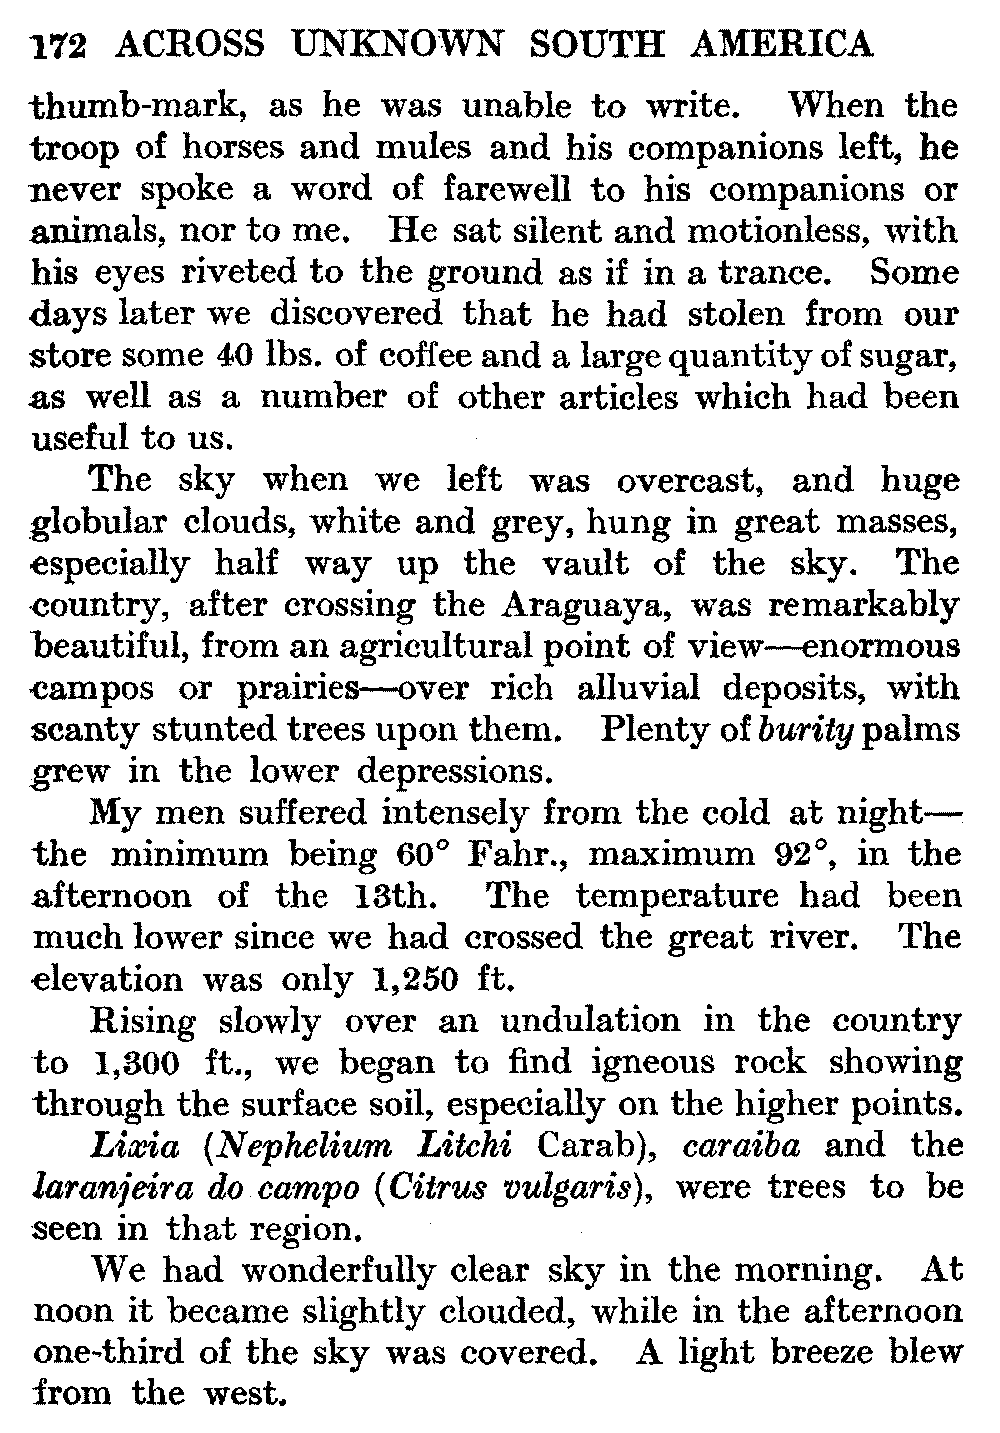 172 ACROSS UNKNOWN SOUTH AMERICA
thumb-mark, as he was unable to write. When the
troop of horses and mules and his companions left, he
never spoke a word of farewell to his companions or
animals, nor to me. He sat silent and motionless, with
his eyes riveted to the ground as if in a trance. Some
days later we discovered that he had stolen from our
store some 40 lbs. of coffee and a large quantity of sugar,
as well as a number of other articles which had been
useful to us.
The sky when we left was overcast, and huge
globular clouds, white and grey, hung in great masses,
especially half way up the vault of the sky. The
country, after crossing the Araguaya, was remarkably
beautiful, from an agricultural point of view—enormous
campos or prairies—over rich alluvial deposits, with
scanty stunted trees upon them. Plenty of burity palms
grew in the lower depressions.
My men suffered intensely from the cold at night—
the minimum being 60° Fahr., maximum 92°, in the
afternoon of the 13th. The temperature had been
much lower since we had crossed the great river. The
elevation was only 1,250 ft.
Rising slowly over an undulation in the country
to 1,300 ft., we began to find igneous rock showing
through the surface soil, especially on the higher points.
Lixia (Nephelium Litchi Carab), caraiba and the
laranjeira do campo (Citrus vulgaris), were trees to be
seen in that region.
We had wonderfully clear sky in the morning. At
noon it became slightly clouded, while in the afternoon
one-third of the sky was covered. A light breeze blew
from the west.